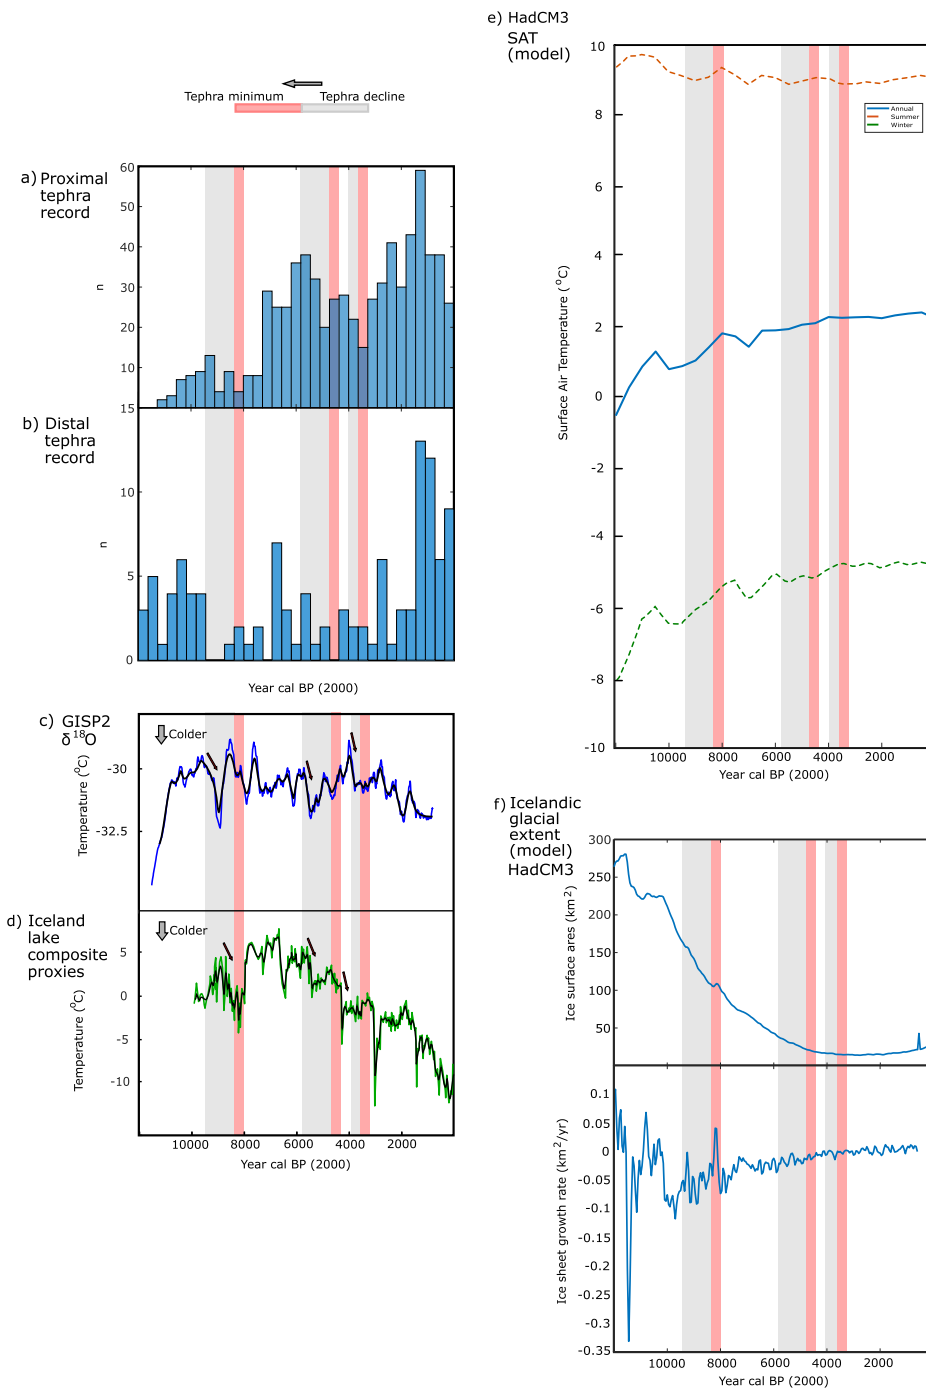 Tephra minimum
Tephra decline
a) Proximal
tephra
record
60
50
40
30
20
10
n
b) Distal
tephra
record
15
10
5
0
n
Year cal BP (2000)
c) GISP2
δ18O
Colder
-30
-32.5
Temperature (oC)
d) Iceland
lake
composite
proxies
Colder
5
0
-5
-10
Temperature (oC)
10000 8000 6000 4000 2000
Year cal BP (2000)
e) HadCM3
SAT
(model)
10
8
6
4
2
0
-2
-4
-6
-8
-10
Surface Air Temperature (oC)
Annual
Summer
Winter
10000 8000 6000 4000 2000
Year cal BP (2000)
f) Icelandic
glacial
extent
(model)
HadCM3
300
250
200
150
100
50
Ice surface ares (km2)
0.1
0.05
0
-0.05
-0.1
-0.15
-0.2
-0.25
-0.3
-0.35
Ice sheet growth rate (km2/yr)
10000 8000 6000 4000 2000
Year cal BP (2000)